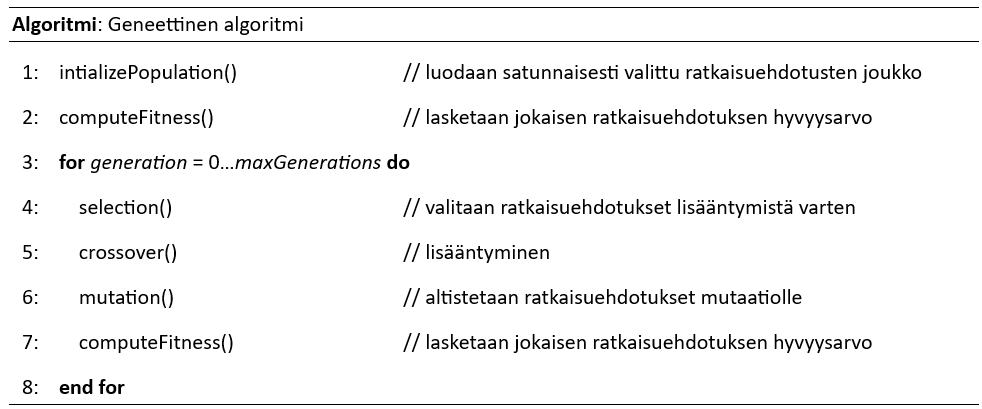 Algoritmi: Geneettinen algoritmi
1: intializePopulation() // luodaan satunnaisesti valittu ratkaisuehdotusten joukko
2: computeFitness() // lasketaan jokaisen ratkaisuehdotuksen hyvyysarvo
3: for generation = 0...maxGenerations do
4: selection() // valitaan ratkaisuehdotukset lisääntymistä varten
5: crossover() // lisääntyminen
6: mutation() // altistetaan ratkaisuehdotukset mutaatiolle
7: computeFitness() // lasketaan jokaisen ratkaisuehdotuksen hyvyysarvo
8: end for